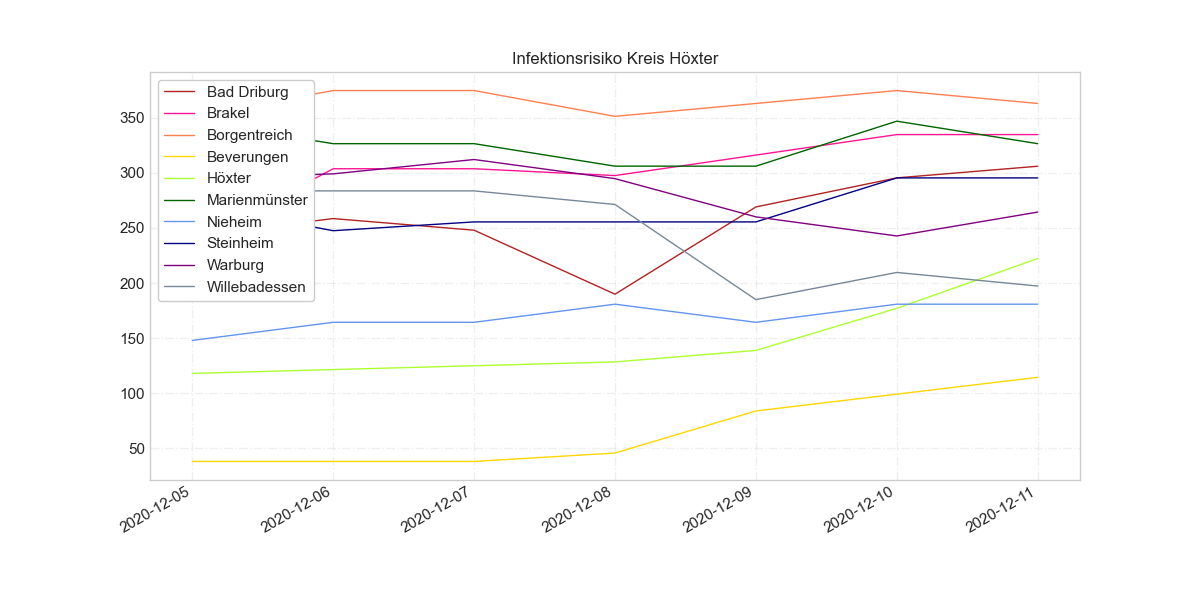 Infektionsrisiko Kreis Höxter
Bad Driburg
Brakel
Borgentreich
Beverungen
Höxter
Marienmünster
Nieheim
Steinheim
Warburg
Willebadessen
350
300
250
200
150
100
50
2020-12-05
2020-12-06
2020-12-07
2020-12-08
2020-12-09
2020-12-10
2020-12-11